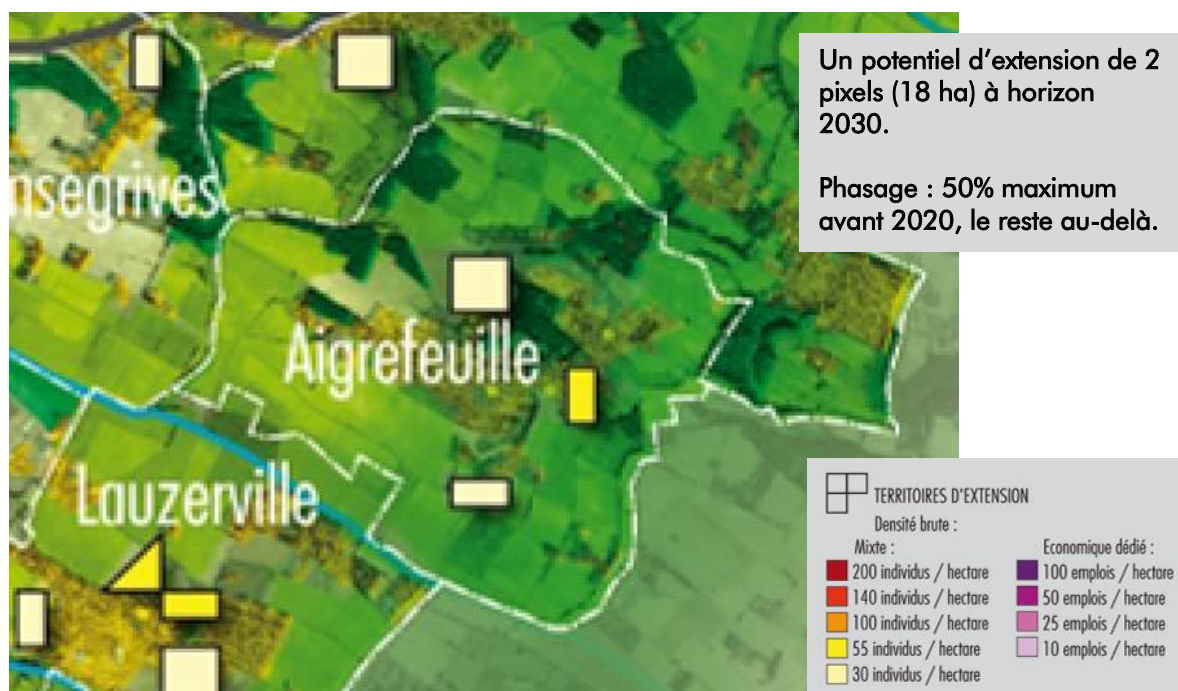 Un potentiel d'extension de 2
pixels (18 ha) à horizon
2030.
Phasage : 50% maximum
avant 2020, le reste au-delà.
nsegrives
Aigrefeuille
Lauzerville
TERRITOIRES D'EXTENSION
Densité brute :
Mixte :
200 individus / hectare
140 individus / hectare
100 individus / hectare
55 individus / hectare
30 individus / hectare
Economique dédié :
100 emplois / hectare
50 emplois / hectare
25 emplois / hectare
10 emplois / hectare